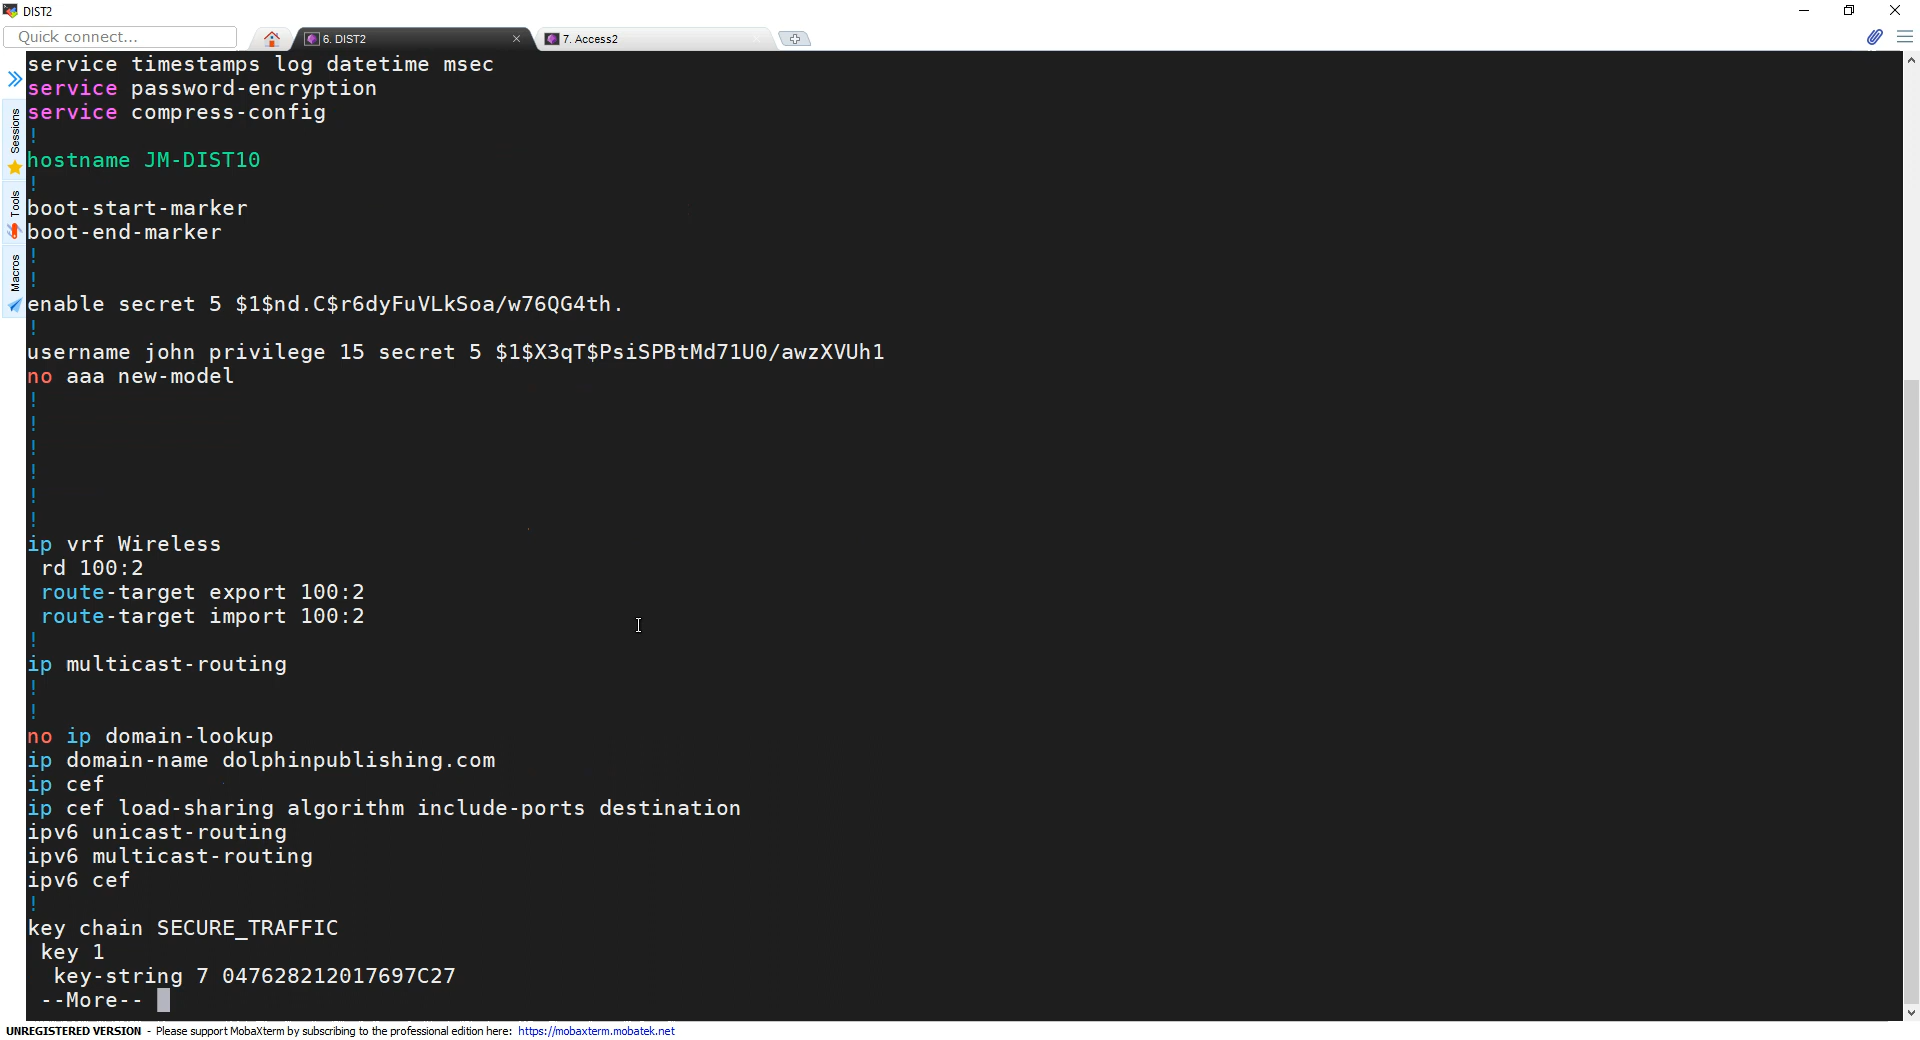 DIST2
Quick connect...
6. DIST2
7. Access2
Sessions
Tools
Macros
service timestamps log datetime msec
service password-encryption
service compress-config
!
hostname JM-DIST10
!
boot-start-marker
boot-end-marker
!
!
enable secret 5 $1$nd.C$r6dyFuVLkSoa/w76QG4th.
!
username john privilege 15 secret 5 $1$X3qT$PsiSPBtMd71U0/awzXVUh1
no aaa new-model
!
!
!
!
!
!
ip vrf Wireless
rd 100:2
route-target export 100:2
route-target import 100:2
!
ip multicast-routing
!
!
no ip domain-lookup
ip domain-name dolphinpublishing.com
ip cef
ip cef load-sharing algorithm include-ports destination
ipv6 unicast-routing
ipv6 multicast-routing
ipv6 cef
!
key chain SECURE_TRAFFIC
key 1
key-string 7 047628212017697C27
--More--
UNREGISTERED VERSION - Please support MobaXterm by subscribing to the professional edition here: https://mobaxterm.mobatek.net